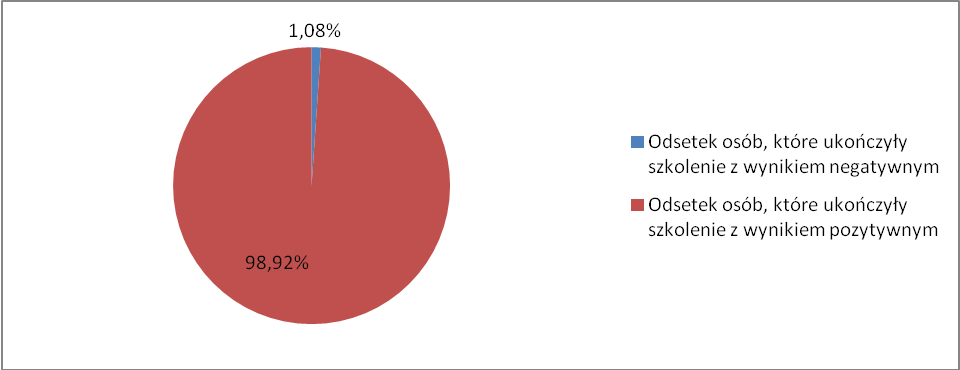 1,08%
98,92%
Odsetek osób, które ukończyły
szkolenie z wynikiem negatywnym
Odsetek osób, które ukończyły
szkolenie z wynikiem pozytywnym